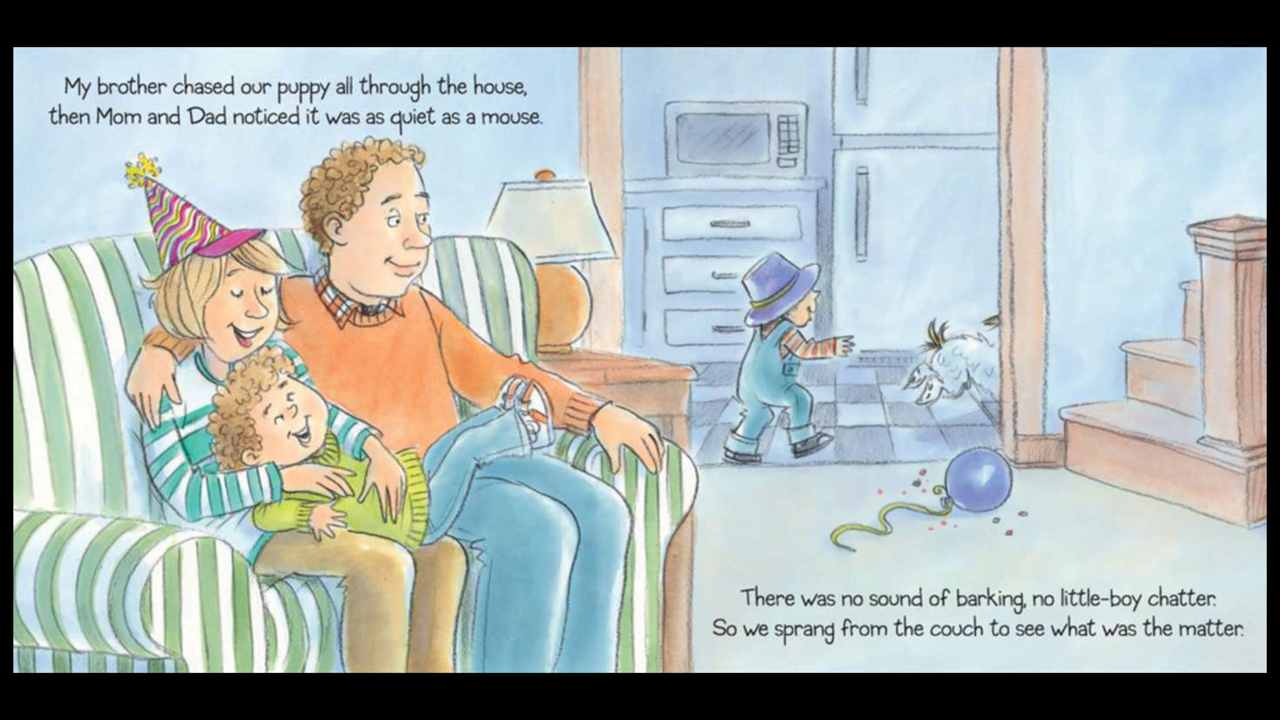 My brother chased our puppy all through the house,
then Mom and Dad noticed it was as quiet as a mouse.
There was no sound of barking, no little-boy chatter.
So we sprang from the couch to see what was the matter.